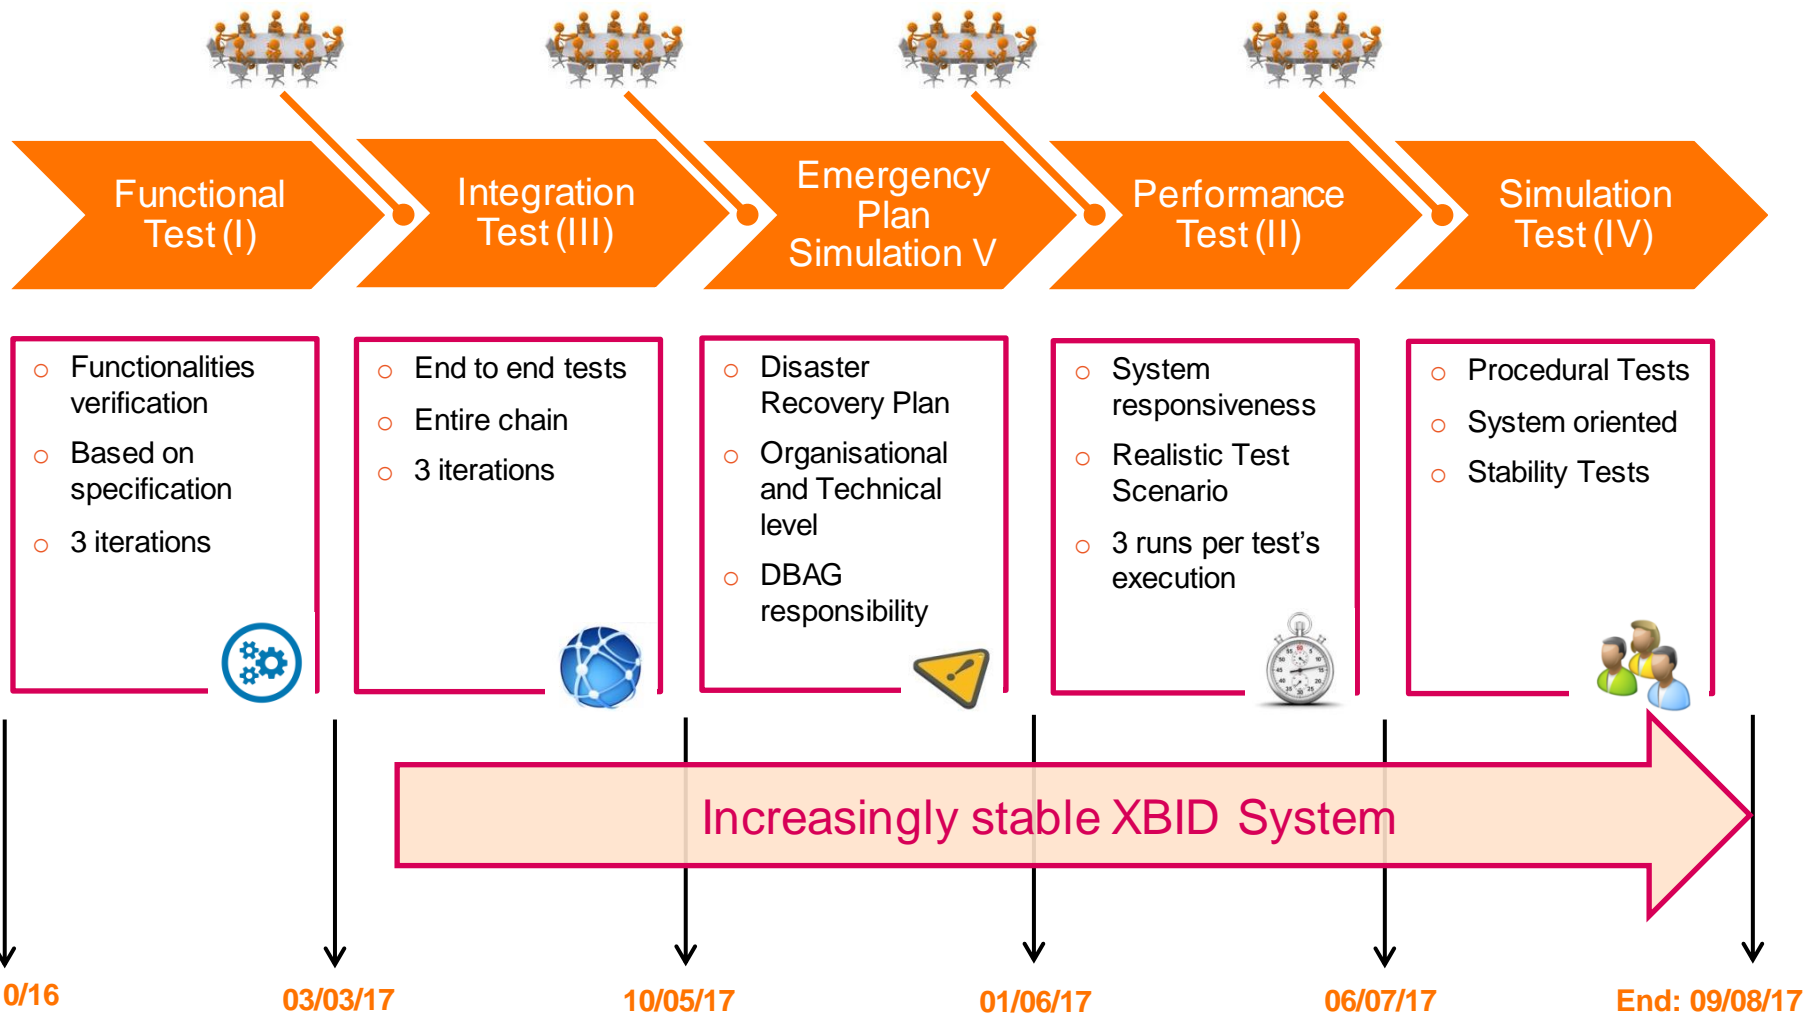 Functional
Test (I)
Integration
Test (III)
Emergency
Plan
Simulation V
Performance
Test (II)
Simulation
Test (IV)
Functionalities
verification
Based on
specification
3 iterations
End to end tests
Entire chain
3 iterations
Disaster
Recovery Plan
Organisational
and Technical
level
DBAG
responsibility
System
responsiveness
Realistic Test
Scenario
3 runs per test's
execution
Procedural Tests
System oriented
Stability Tests
Increasingly stable XBID System
0/16
03/03/17
10/05/17
01/06/17
06/07/17
End: 09/08/17